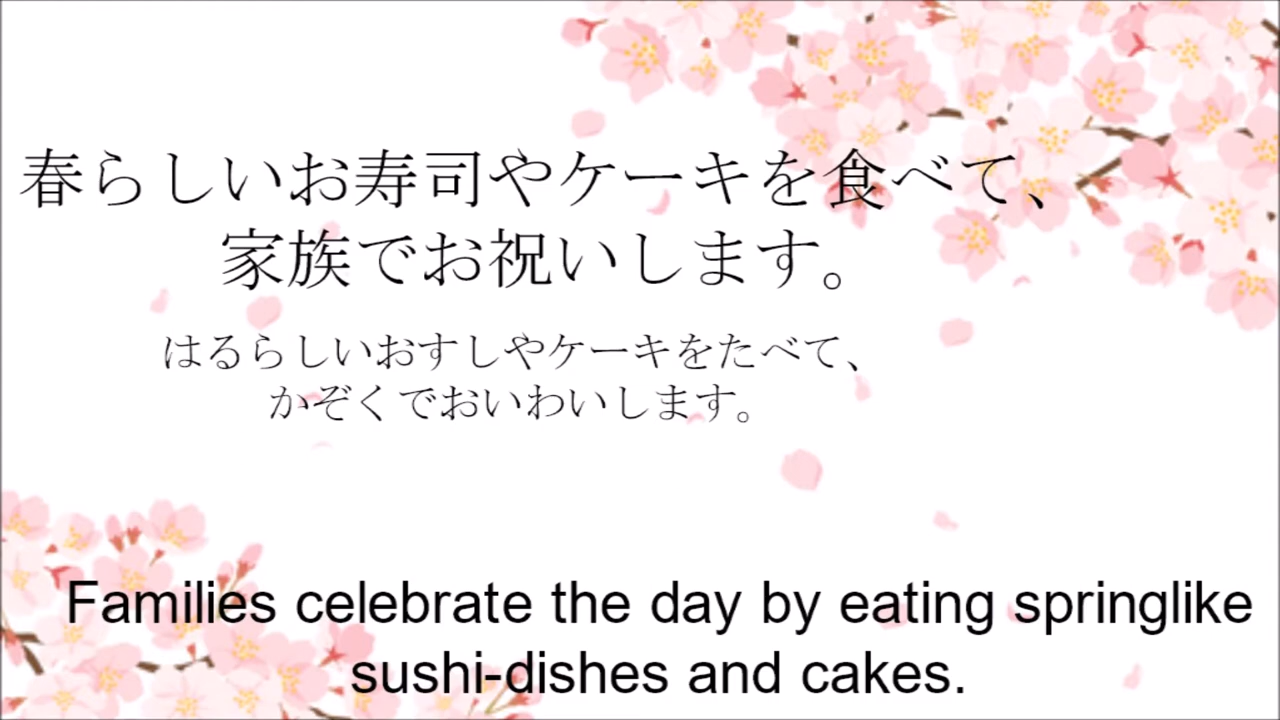 春らしいお寿司やケーキを食べて、
家族でお祝いします。
はるらしいおすしやケーキをたべて、
かぞくでおいわいします。
Families celebrate the day by eating springlike
sushi-dishes and cakes.